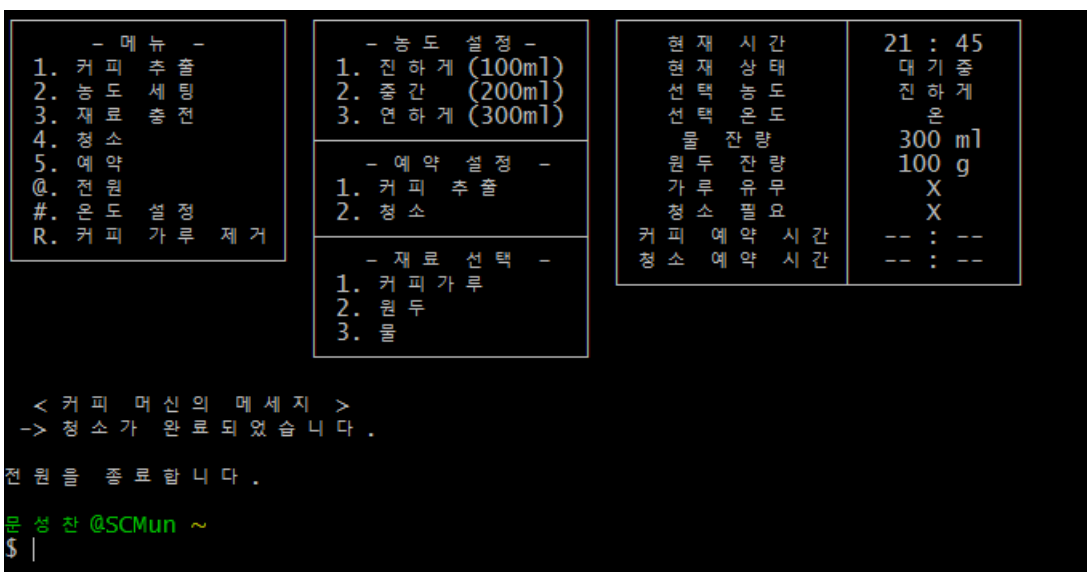 - 메뉴 -
1. 커피 추출
2. 농도 세팅
3. 재료 충전
4. 청소
5. 예약
@. 전원
#. 온도 설정
R. 커피 가루 제거
- 농도 설정 -
1. 진하게 (100ml)
2. 중간 (200ml)
3. 연하게 (300ml)
- 예약 설정 -
1. 커피 추출
2. 청소
- 재료 선택 -
1. 커피가루
2. 원두
3. 물
현재 시간 21 : 45
현재 상태 대기중
선택 농도 진하게
선택 온도 온
물 잔량 300 ml
원두 잔량 100 g
가루 유무 X
청소 필요 X
커피 예약 시간 -- : --
청소 예약 시간 -- : --
< 커피 머신의 메세지 >
-> 청소가 완료되었습니다.
전원을 종료합니다.
문성찬@SCMun ~
$